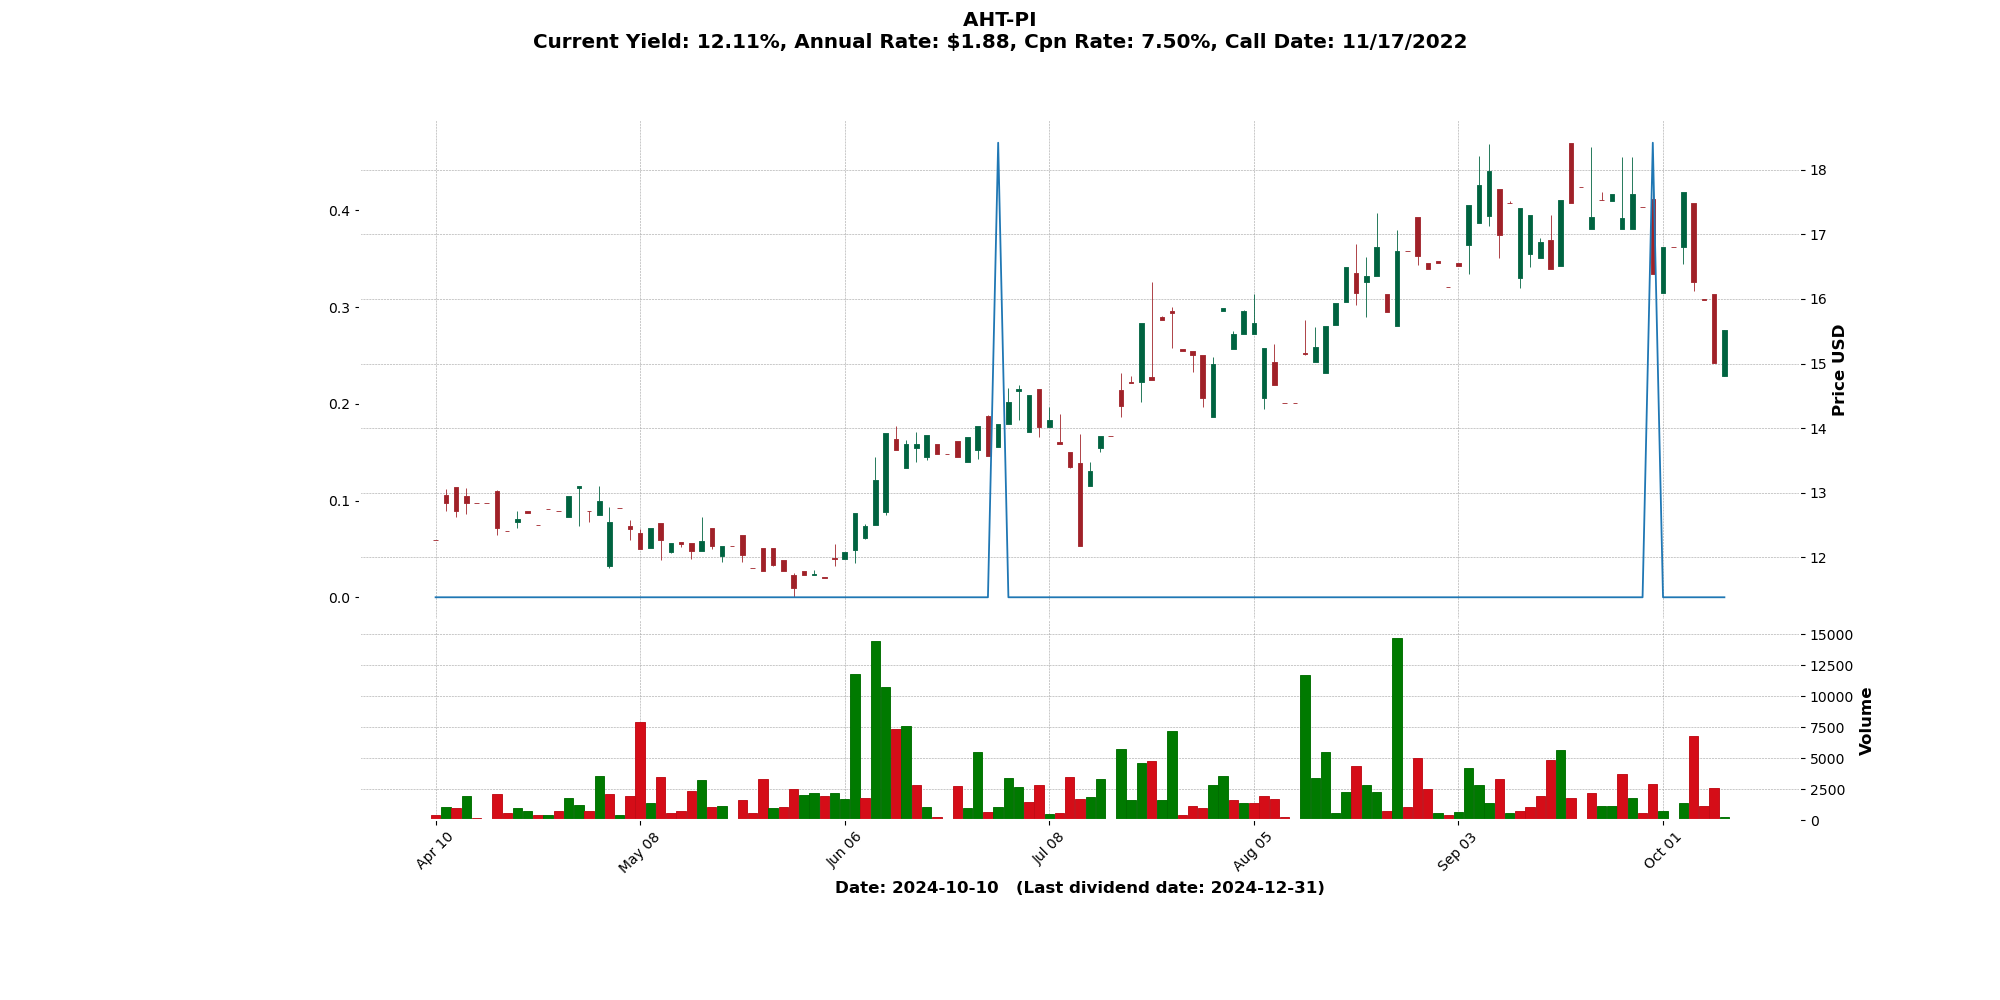 AHT-PI
Current Yield: 12.11%, Annual Rate: $1.88, Cpn Rate: 7.50%, Call Date: 11/17/2022
0.4
0.3
0.2
0.1
0.0
18
17
16
15
14
13
12
Price USD
15000
12500
10000
7500
5000
2500
0
Volume
Apr 10
May 08
Jun 06
Jul 08
Aug 05
Sep 03
Oct 01
Date: 2024-10-10   (Last dividend date: 2024-12-31)